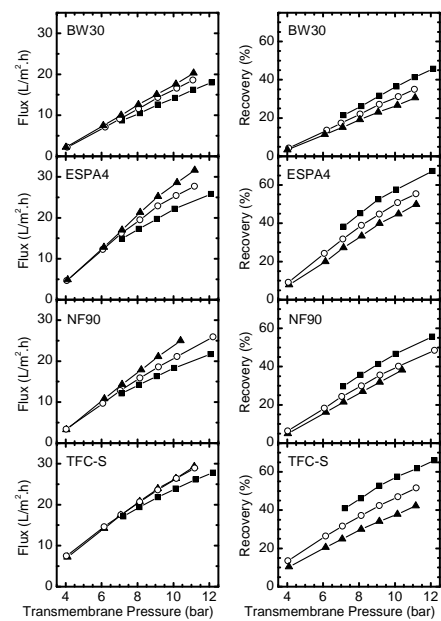 BW30
Flux (L/m².h)
30
20
10
0
BW30
Recovery (%)
60
40
20
0
ESPA4
Flux (L/m².h)
30
20
10
0
ESPA4
Recovery (%)
60
40
20
0
NF90
Flux (L/m².h)
30
20
10
0
NF90
Recovery (%)
60
40
20
0
TFC-S
Flux (L/m².h)
30
20
10
0
4 6 8 10 12
Transmembrane Pressure (bar)
TFC-S
Recovery (%)
60
40
20
0
4 6 8 10 12
Transmembrane Pressure (bar)